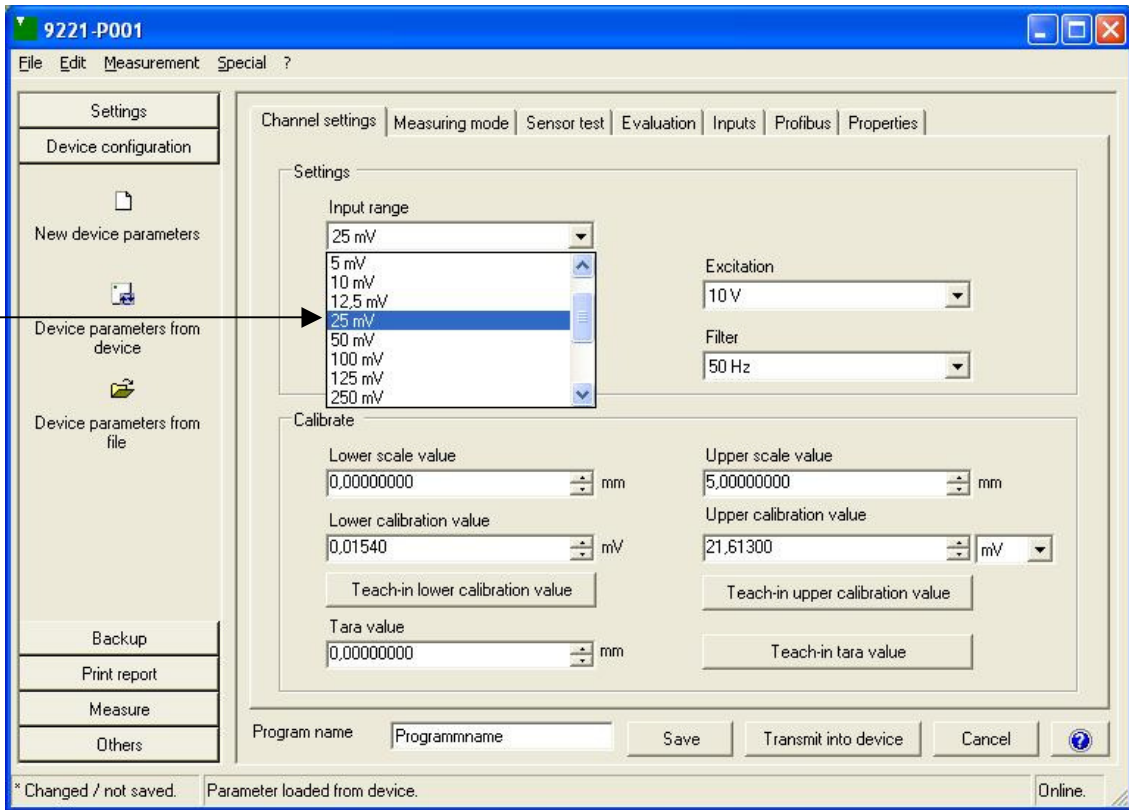 9221-P001
File Edit Measurement Special ?
Settings
Device configuration
New device parameters
Device parameters from
device
Device parameters from
file
Backup
Print report
Measure
Others
Channel settings Measuring mode Sensor test Evaluation Inputs Profibus Properties
Settings
Input range
25 mV
5 mV
10 mV
12,5 mV
25 mV
50 mV
100 mV
125 mV
250 mV
Excitation
10 V
Filter
50 Hz
Calibrate
Lower scale value
0,00000000 mm
Upper scale value
5,00000000 mm
Lower calibration value
0,01540 mV
Upper calibration value
21,61300 mV
Teach-in lower calibration value
Teach-in upper calibration value
Tara value
0,00000000 mm
Teach-in tara value
Program name Programmname Save Transmit into device Cancel ?
* Changed / not saved. Parameter loaded from device. Online.